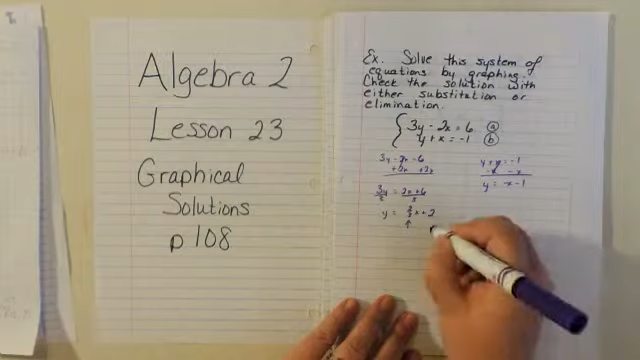 Algebra 2
Lesson 23
Graphical
Solutions
p 108
Ex. Solve this system of
equations by graphing.
Check the solution with
either substitution or
elimination.
3y - 2x = 6 ⓐ
y + x = -1 ⓑ
3y - 2x = 6
+2x +2x
3y = 2x + 6
y = 2/3x + 2
y + x = -1
-x -x
y = -x - 1